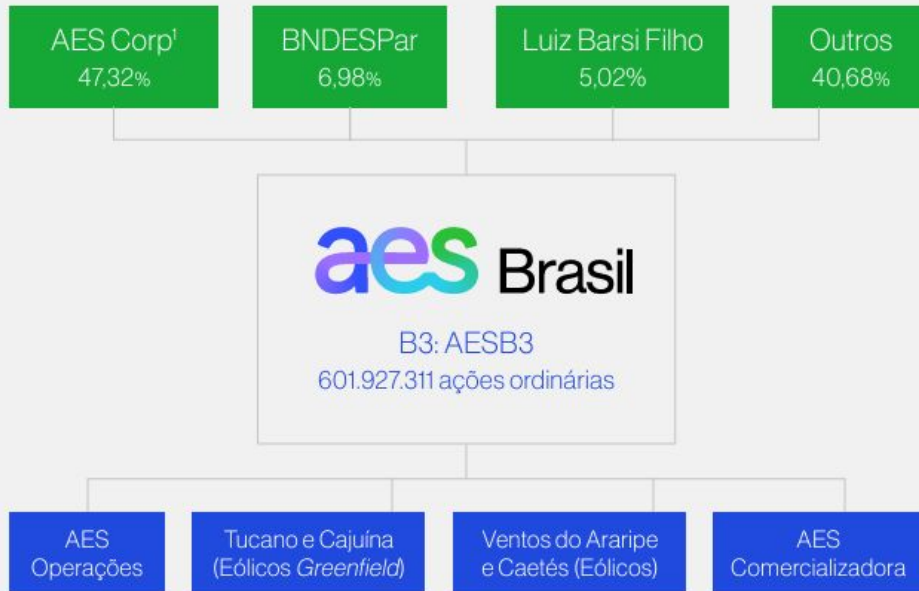 AES Corp¹
47,32%
BNDESPar
6,98%
Luiz Barsi Filho
5,02%
Outros
40,68%
aes Brasil
B3: AESB3
601.927.311 ações ordinárias
AES
Operações
Tucano e Cajuína
(Eólicos Greenfield)
Ventos do Araripe
e Caetés (Eólicos)
AES
Comercializadora